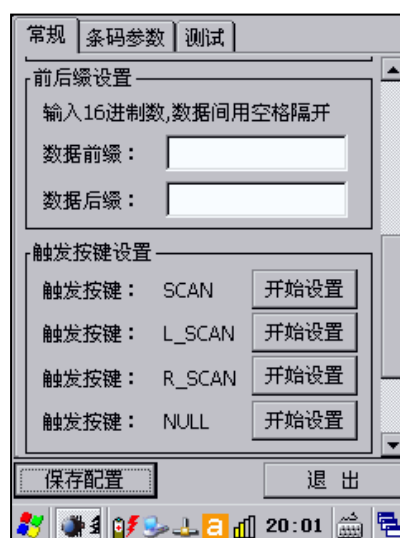 常规 条码参数 测试
前后缀设置
输入16进制数,数据间用空格隔开
数据前缀：
数据后缀：
触发按键设置
触发按键： SCAN 开始设置
触发按键： L_SCAN 开始设置
触发按键： R_SCAN 开始设置
触发按键： NULL 开始设置
保存配置 退 出
a 20:01